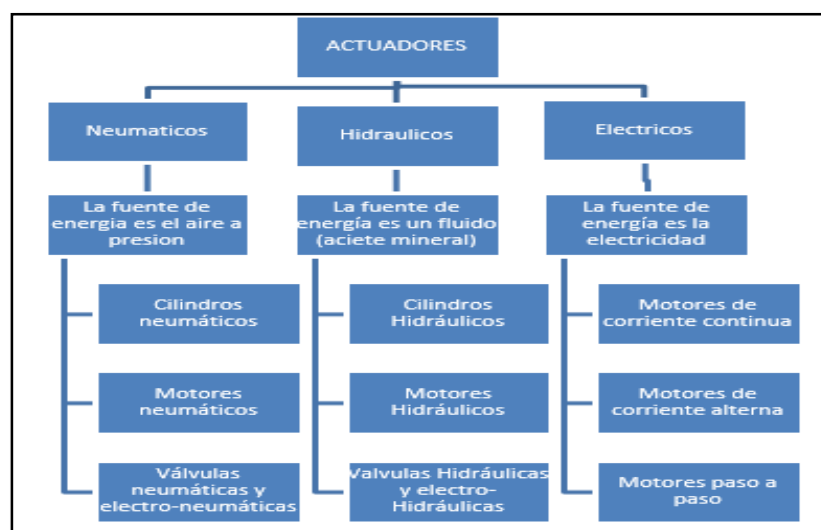 ACTUADORES
Neumaticos
Hidraulicos
Electricos
La fuente de
energia es el aire a
presion
La fuente de
energía es un fluido
(aciete mineral)
La fuente de
energía es la
electricidad
Cilindros
neumáticos
Cilindros
Hidráulicos
Motores de
corriente continua
Motores
neumáticos
Motores
Hidráulicos
Motores de
corriente alterna
Válvulas
neumáticas y
electro-neumáticas
Valvulas Hidráulicas
y electro-
Hidráulicas
Motores paso a
paso